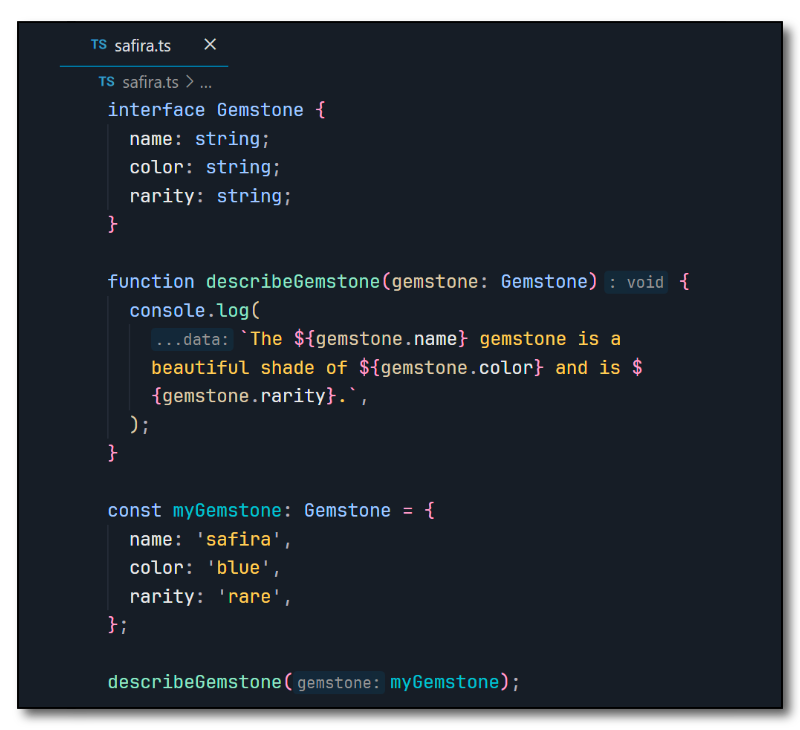 TS safira.ts ×
TS safira.ts > ...
interface Gemstone {
  name: string;
  color: string;
  rarity: string;
}

function describeGemstone(gemstone: Gemstone) : void {
  console.log(
    ...data: `The ${gemstone.name} gemstone is a
    beautiful shade of ${gemstone.color} and is $
    {gemstone.rarity}.`,
  );
}

const myGemstone: Gemstone = {
  name: 'safira',
  color: 'blue',
  rarity: 'rare',
};

describeGemstone( gemstone: myGemstone);